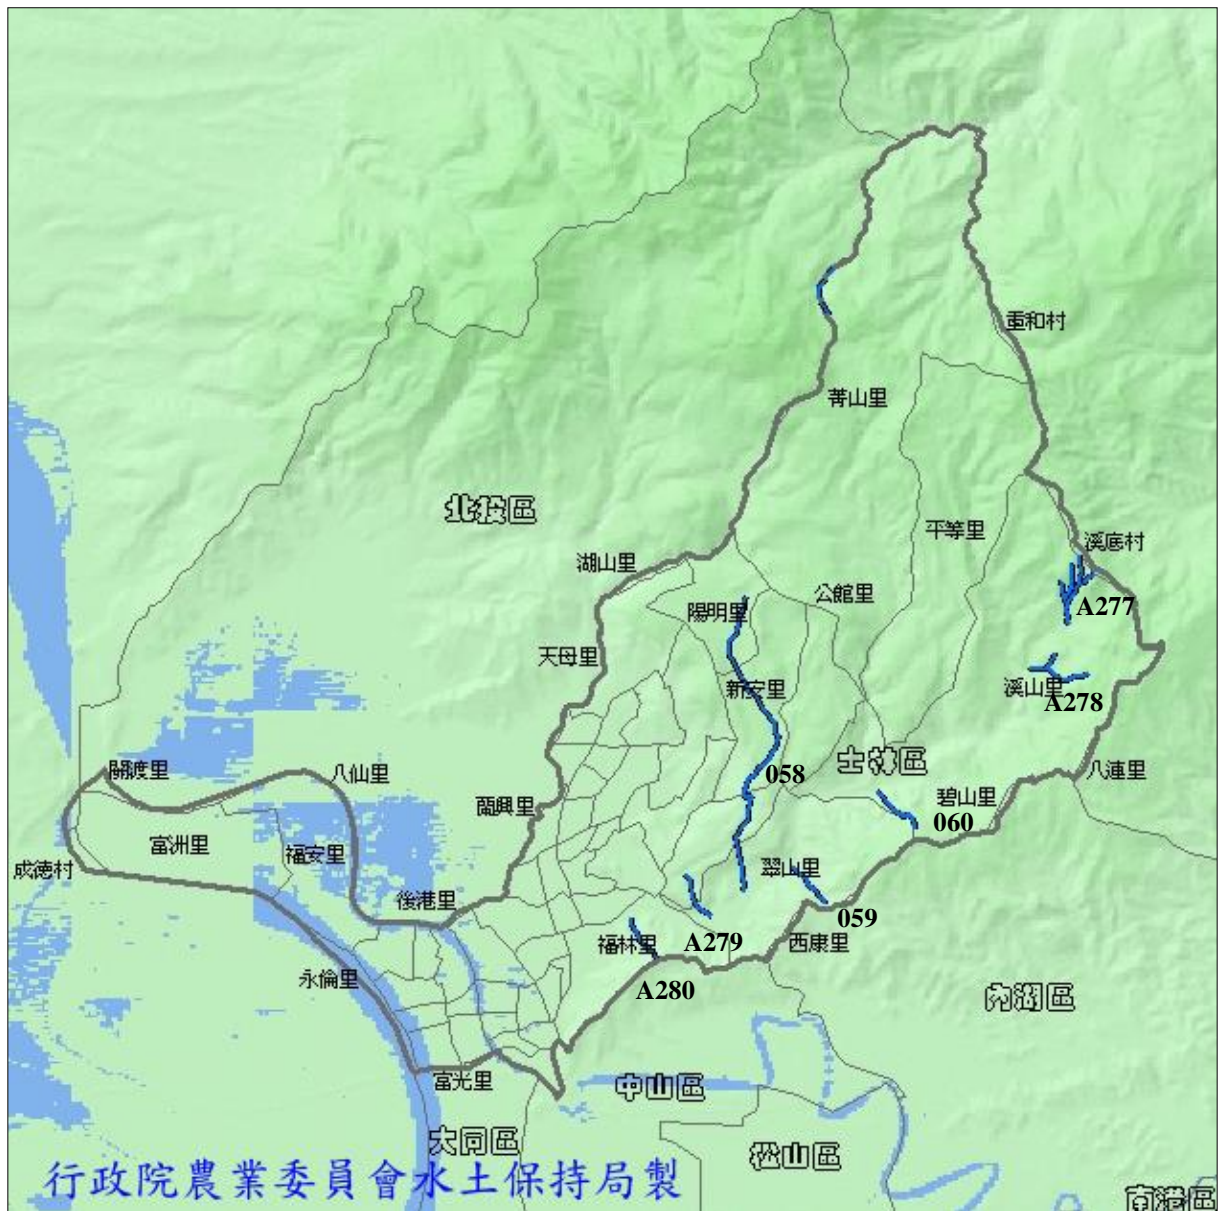 重和村
菁山里
北投區
平等里
溪底村
湖山里
公館里
A277
陽明里
天母里
新安里
溪山里
A278
士林區
關渡里
八仙里
058
八連里
蘭興里
碧山里
060
富洲里
福安里
成德村
翠山里
後港里
059
福林里
A279
西康里
永倫里
A280
內湖區
富光里
中山區
大同區
松山區
行政院農業委員會水土保持局製
南港區